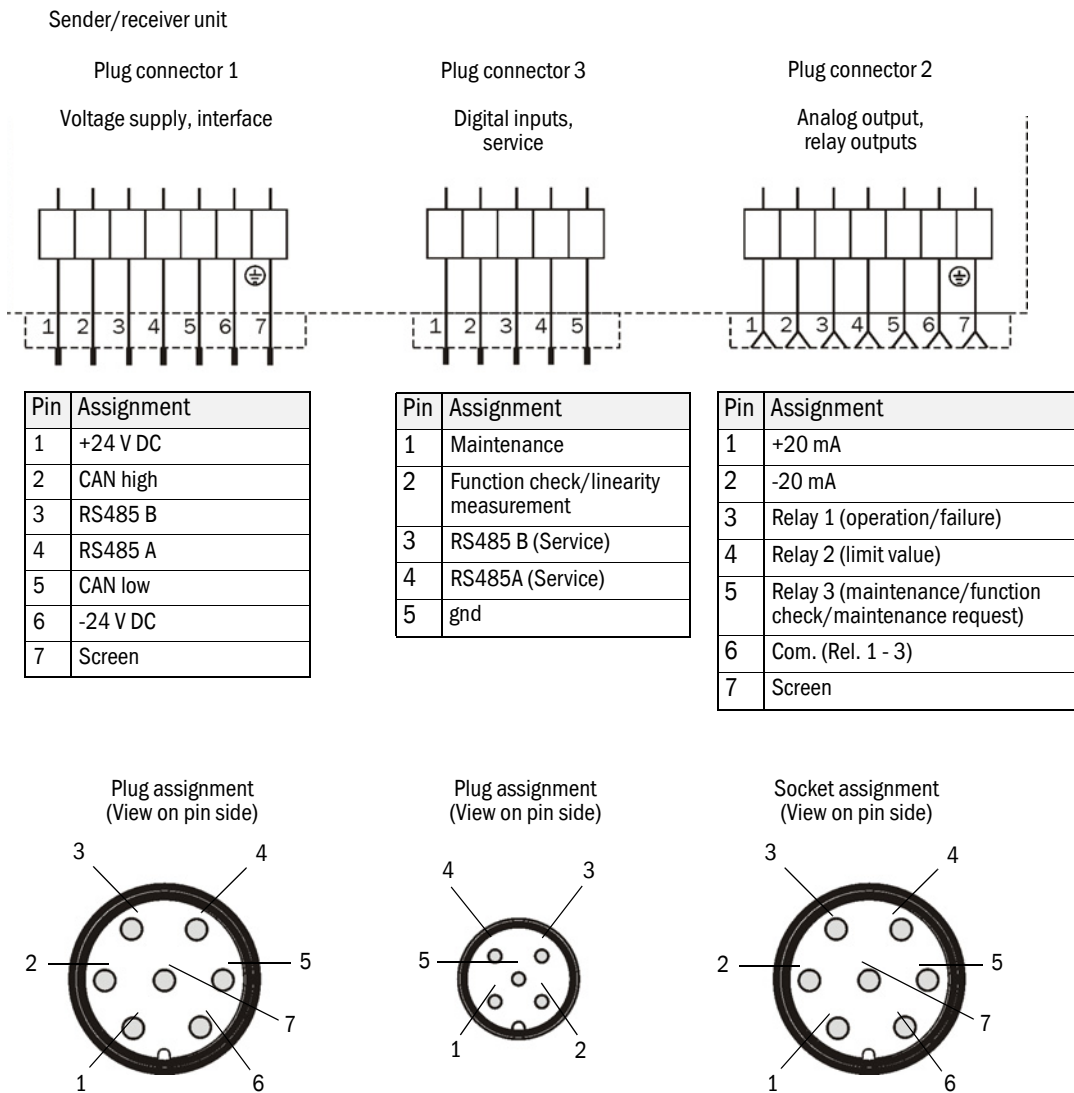 Sender/receiver unit
Plug connector 1
Voltage supply, interface
1 2 3 4 5 6 7
Plug connector 3
Digital inputs,
service
1 2 3 4 5
Plug connector 2
Analog output,
relay outputs
1 2 3 4 5 6 7
Pin Assignment
1 +24 V DC
2 CAN high
3 RS485 B
4 RS485 A
5 CAN low
6 -24 V DC
7 Screen
Pin Assignment
1 Maintenance
2 Function check/linearity
measurement
3 RS485 B (Service)
4 RS485A (Service)
5 gnd
Pin Assignment
1 +20 mA
2 -20 mA
3 Relay 1 (operation/failure)
4 Relay 2 (limit value)
5 Relay 3 (maintenance/function
check/maintenance request)
6 Com. (Rel. 1 - 3)
7 Screen
Plug assignment
(View on pin side)
3 4
2 5
7
1 6
Plug assignment
(View on pin side)
4 3
5
1 2
Socket assignment
(View on pin side)
3 4
2 5
7
1 6